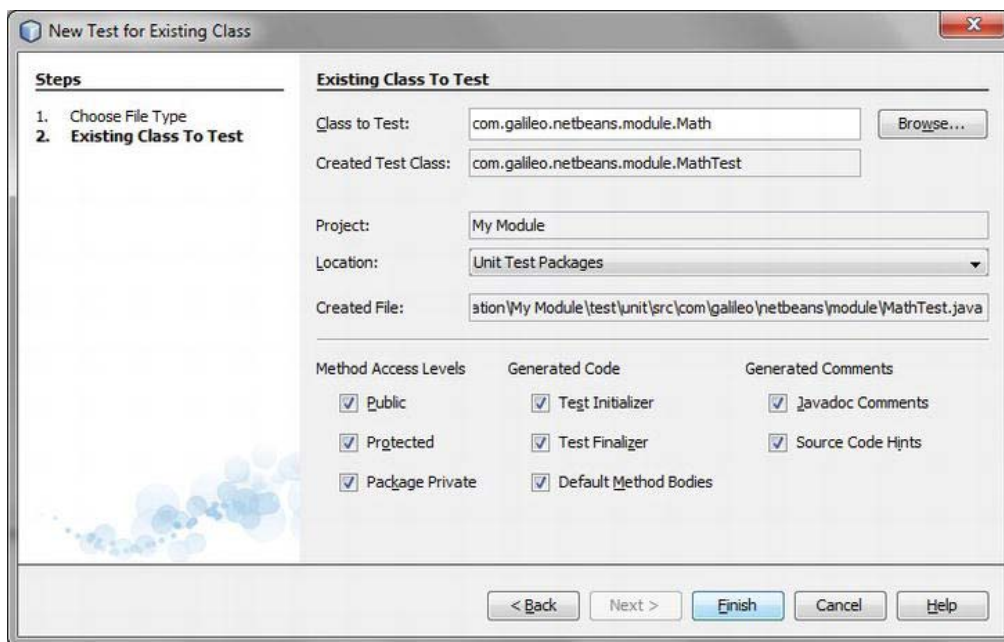 New Test for Existing Class
Steps
1. Choose File Type
2. Existing Class To Test
Existing Class To Test
Class to Test: com.galileo.netbeans.module.Math Browse...
Created Test Class: com.galileo.netbeans.module.MathTest
Project: My Module
Location: Unit Test Packages
Created File: ation\My Module\test\unit\src\com\galileo\netbeans\module\MathTest.java
Method Access Levels Generated Code Generated Comments
Public Test Initializer Javadoc Comments
Protected Test Finalizer Source Code Hints
Package Private Default Method Bodies
< Back Next > Finish Cancel Help